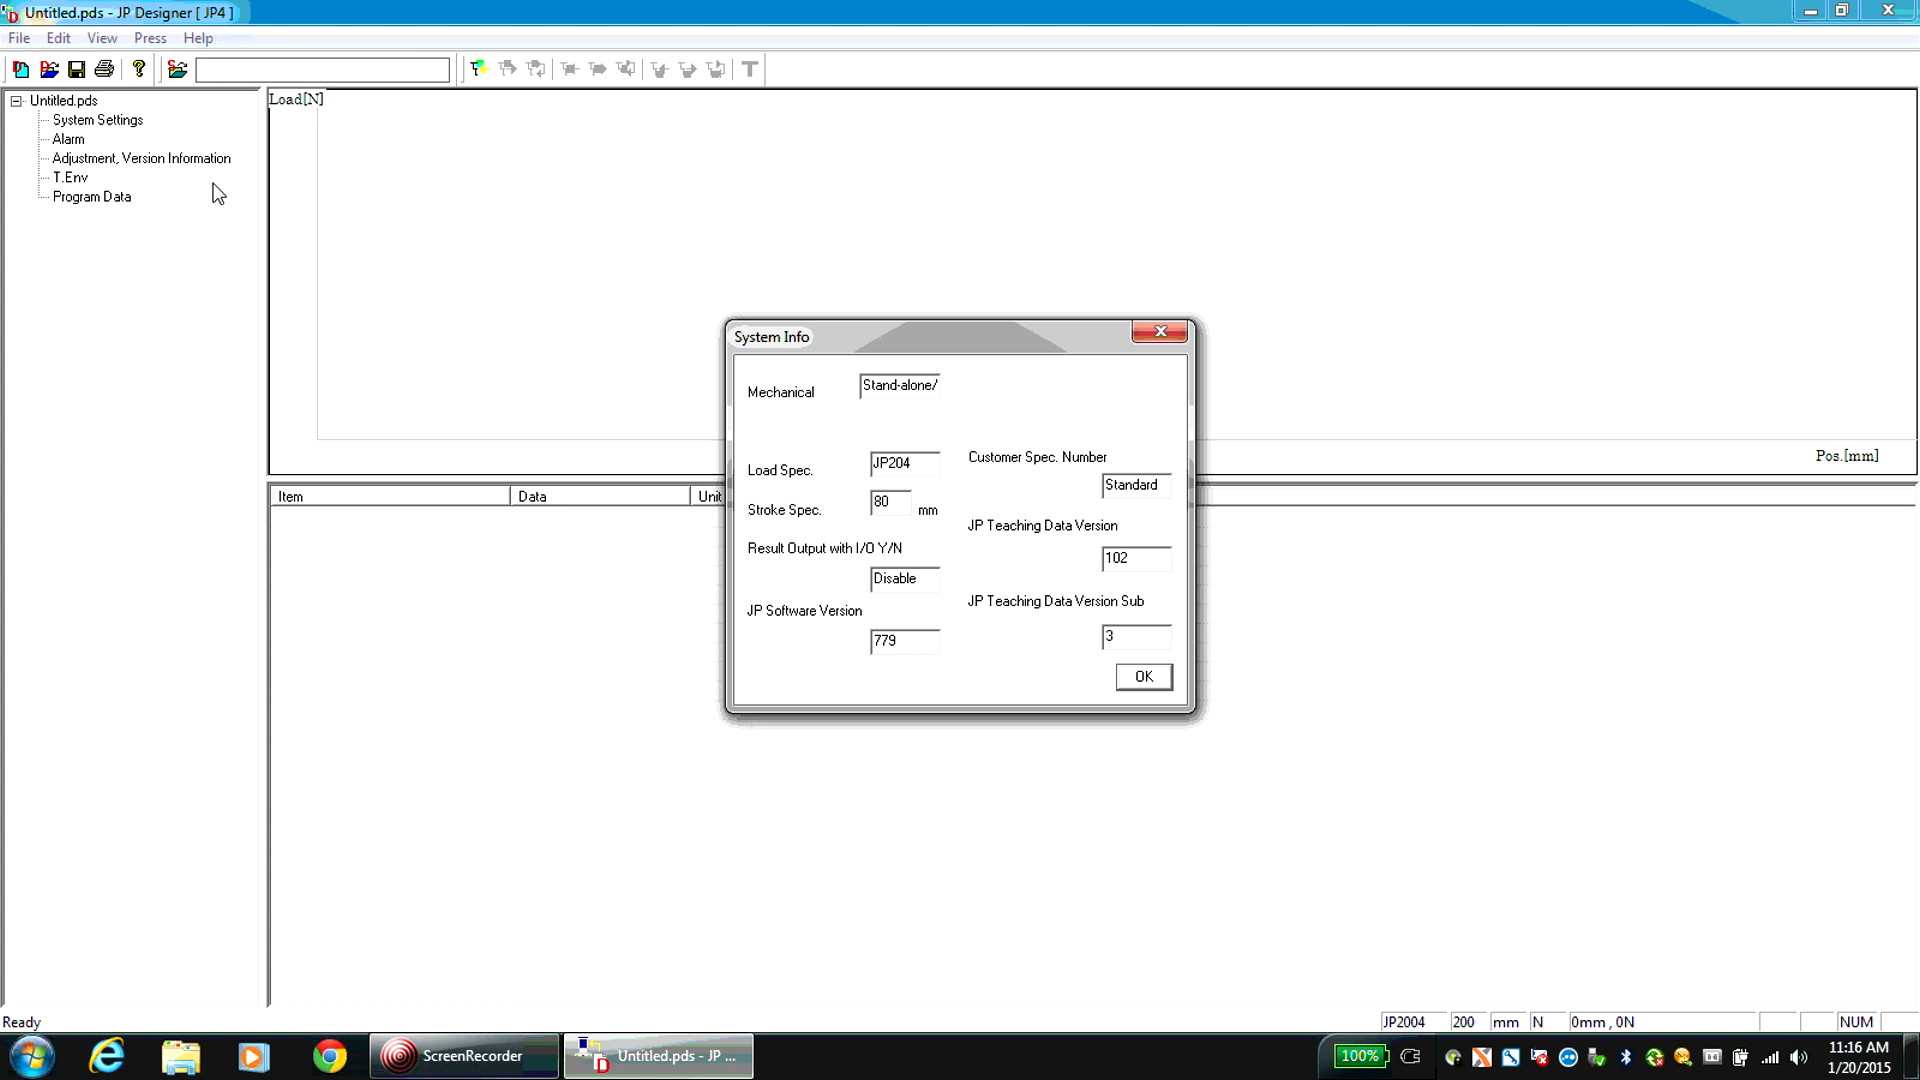 Untitled.pds - JP Designer [ JP4 ]
File Edit View Press Help
Untitled.pds
System Settings
Alarm
Adjustment, Version Information
T.Env
Program Data
Load[N]
Pos.[mm]
Item Data Unit
System Info
Mechanical Stand-alone/
Load Spec. JP204
Stroke Spec. 80 mm
Result Output with I/O Y/N
Disable
JP Software Version
779
Customer Spec. Number
Standard
JP Teaching Data Version
102
JP Teaching Data Version Sub
3
OK
Ready
JP2004 200 mm N 0mm , 0N NUM
ScreenRecorder
Untitled.pds - JP ...
100%
11:16 AM
1/20/2015